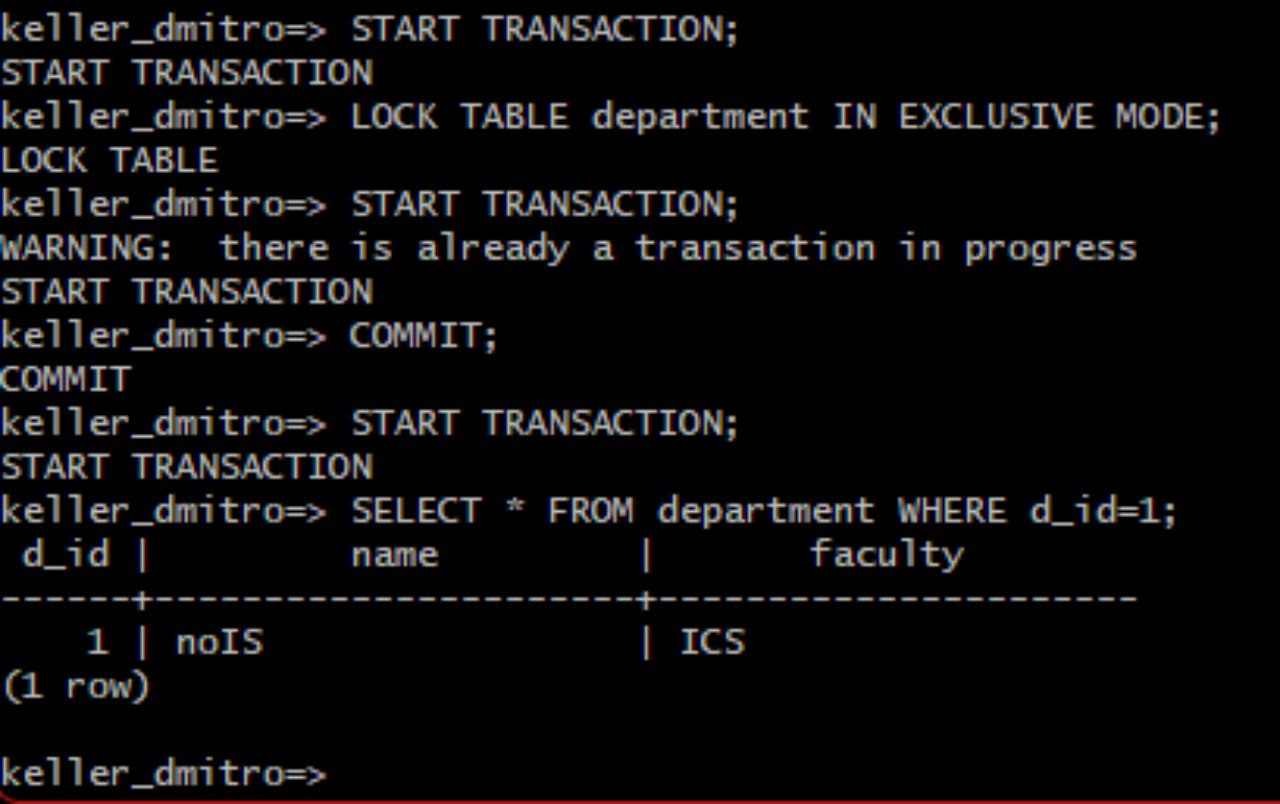 keller_dmitro=> START TRANSACTION;
START TRANSACTION
keller_dmitro=> LOCK TABLE department IN EXCLUSIVE MODE;
LOCK TABLE
keller_dmitro=> START TRANSACTION;
WARNING:  there is already a transaction in progress
START TRANSACTION
keller_dmitro=> COMMIT;
COMMIT
keller_dmitro=> START TRANSACTION;
START TRANSACTION
keller_dmitro=> SELECT * FROM department WHERE d_id=1;
 d_id |         name         |       faculty
------+----------------------+----------------------
    1 | noIS                 | ICS
(1 row)
keller_dmitro=>